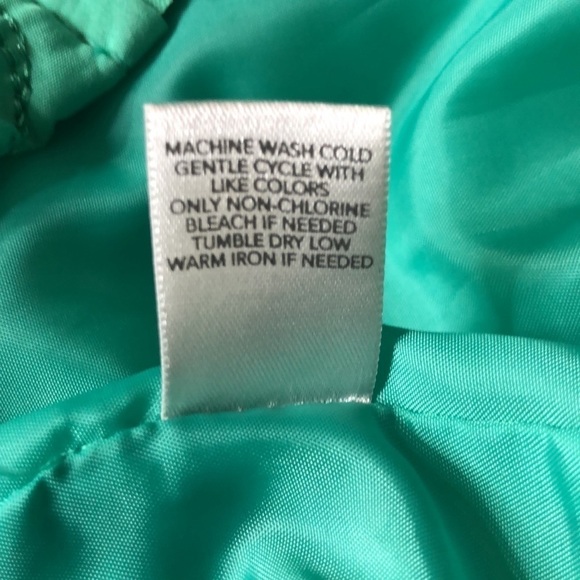 MACHINE WASH COLD
GENTLE CYCLE WITH
LIKE COLORS
ONLY NON-CHLORINE
BLEACH IF NEEDED
TUMBLE DRY LOW
WARM IRON IF NEEDED